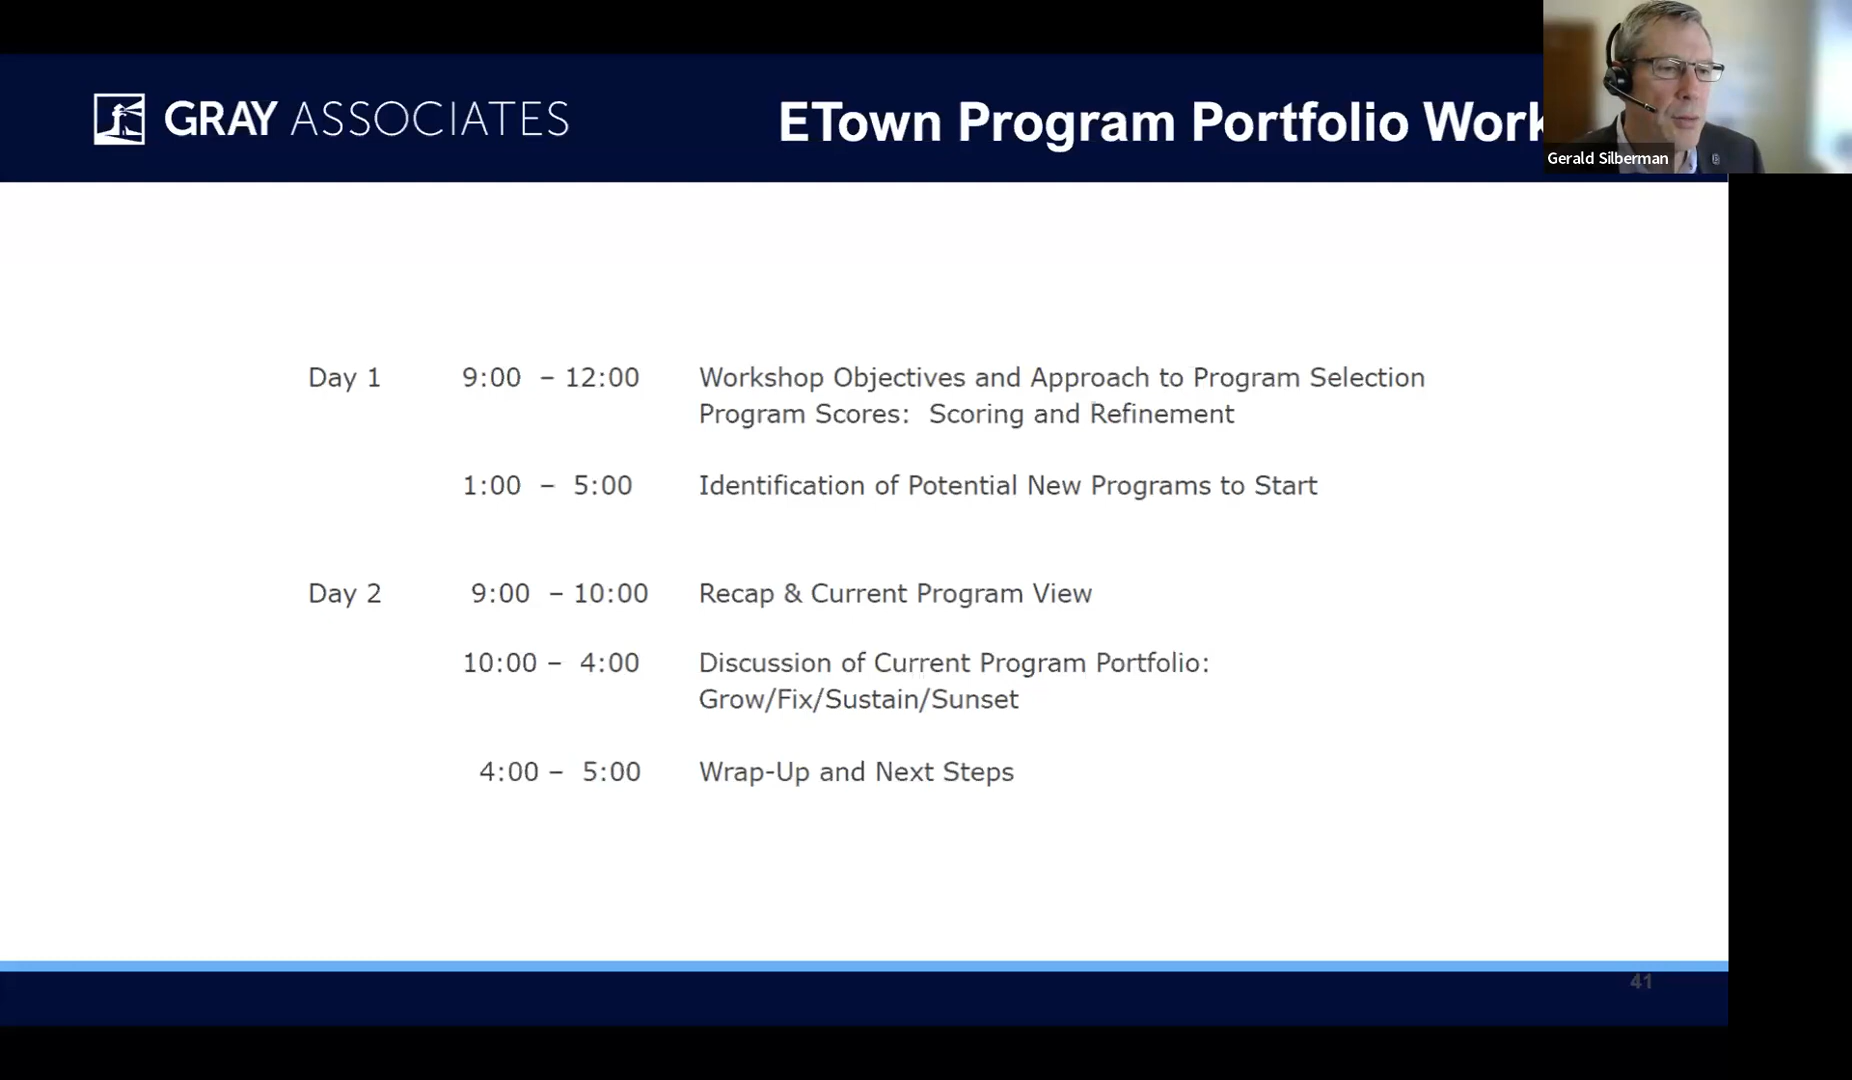 GRAY ASSOCIATES
ETown Program Portfolio Work
Gerald Silberman
Day 1 9:00 – 12:00 Workshop Objectives and Approach to Program Selection
Program Scores: Scoring and Refinement
1:00 – 5:00 Identification of Potential New Programs to Start
Day 2 9:00 – 10:00 Recap & Current Program View
10:00 – 4:00 Discussion of Current Program Portfolio:
Grow/Fix/Sustain/Sunset
4:00 – 5:00 Wrap-Up and Next Steps
41